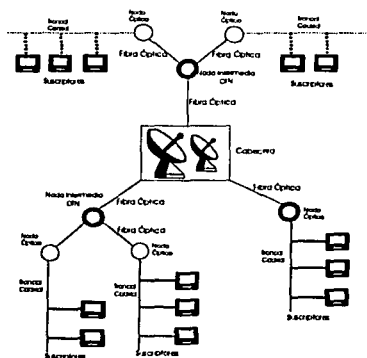 Nodo
Óptico
Nodo
Óptico
Troncal
Coaxial
Troncal
Coaxial
Fibra Óptica
Fibra Óptica
Suscriptores
Nodo Intermedio
OTN
Suscriptores
Fibra Óptica
Cabecera
Fibra Óptica
Nodo Intermedio
OTN
Fibra Óptica
Nodo
Óptico
Fibra Óptica
Nodo
Óptico
Nodo
Óptico
Troncal
Coaxial
Troncal
Coaxial
Troncal
Coaxial
Suscriptores
Suscriptores
Suscriptores